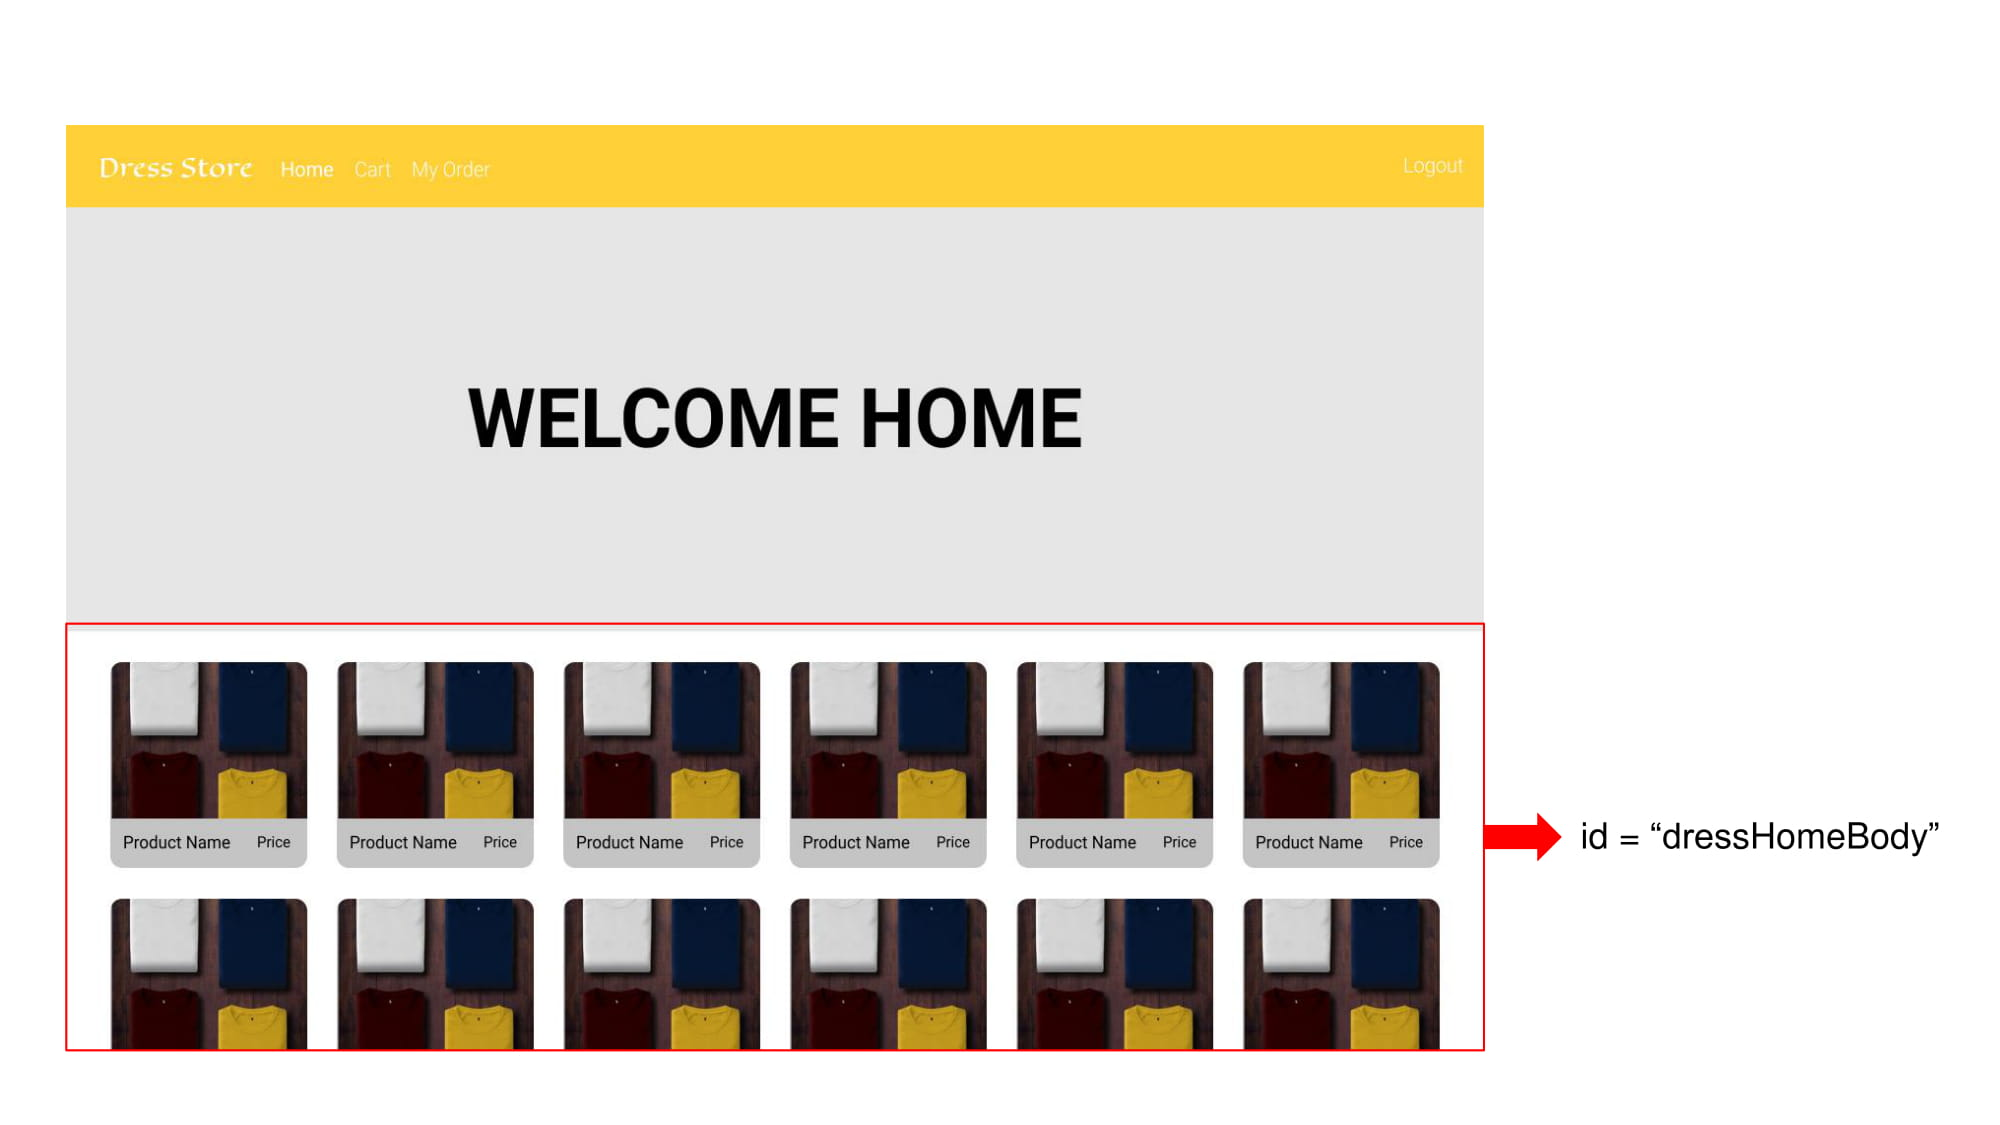 Dress Store Home Cart My Order Logout
WELCOME HOME
Product Name Price Product Name Price Product Name Price Product Name Price Product Name Price Product Name Price
id = “dressHomeBody”